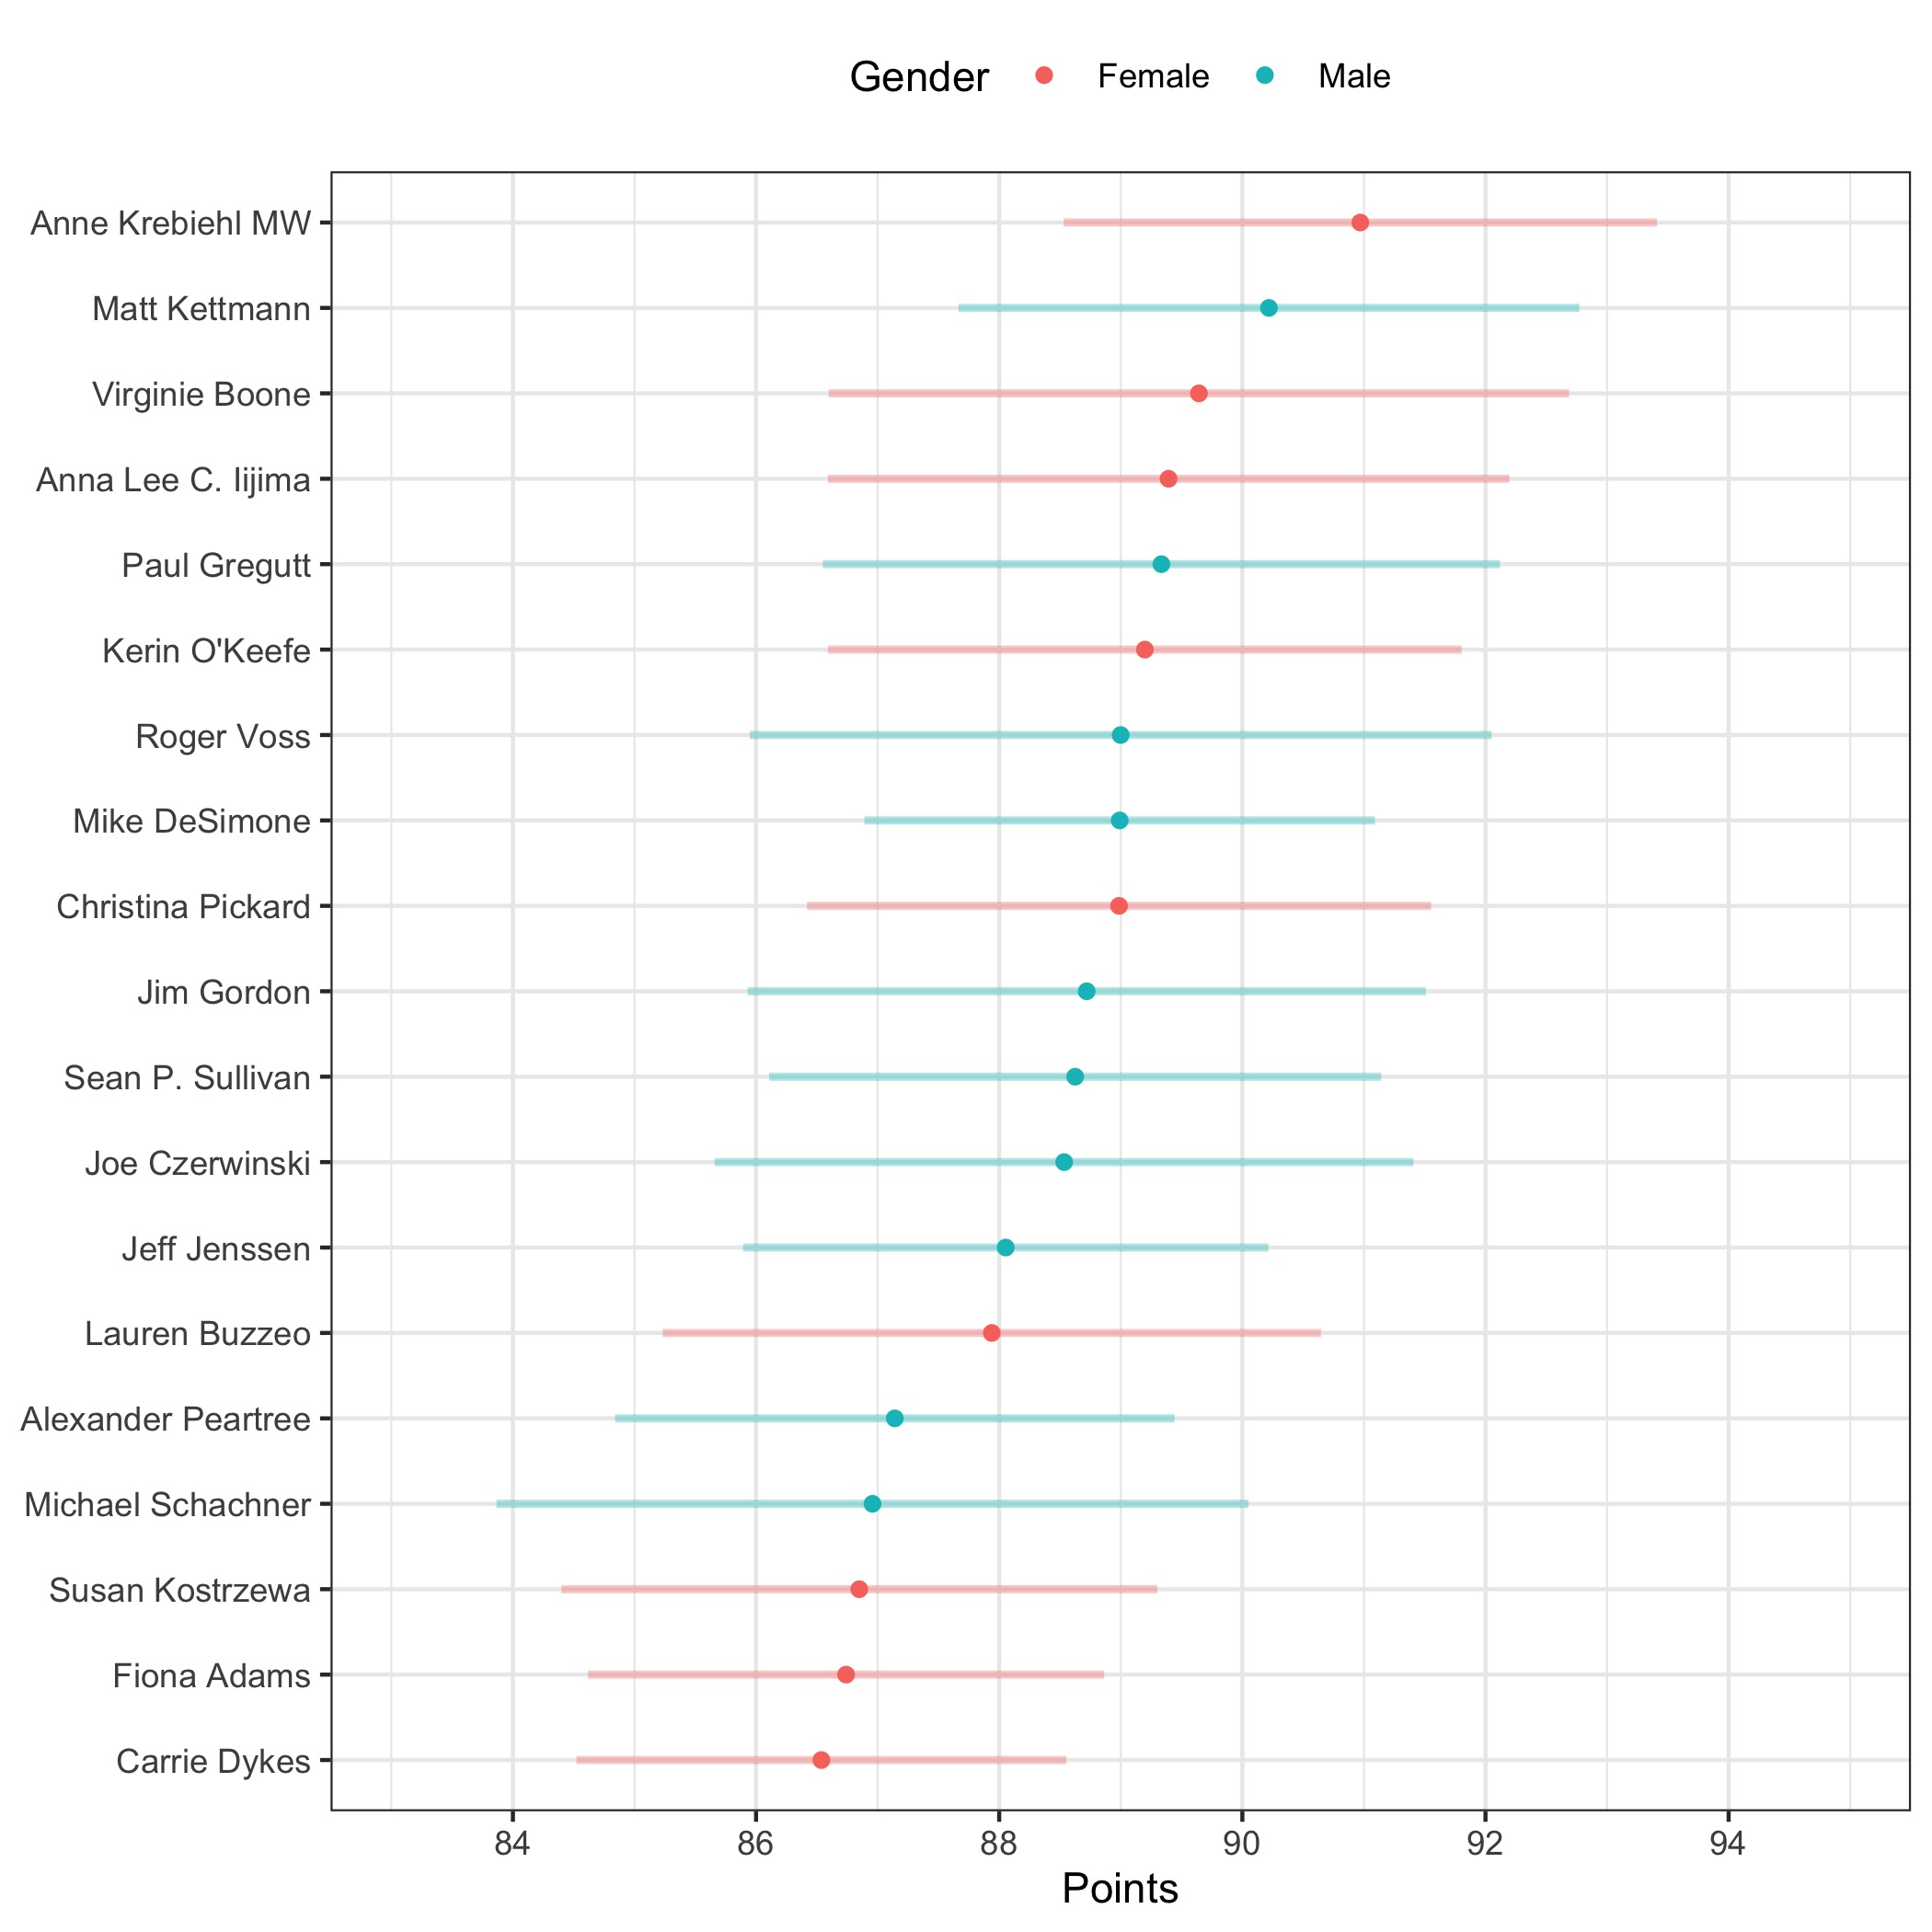 Gender Female Male
Anne Krebiehl MW
Matt Kettmann
Virginie Boone
Anna Lee C. Iijima
Paul Gregutt
Kerin O'Keefe
Roger Voss
Mike DeSimone
Christina Pickard
Jim Gordon
Sean P. Sullivan
Joe Czerwinski
Jeff Jenssen
Lauren Buzzeo
Alexander Peartree
Michael Schachner
Susan Kostrzewa
Fiona Adams
Carrie Dykes
84 86 88 90 92 94
Points